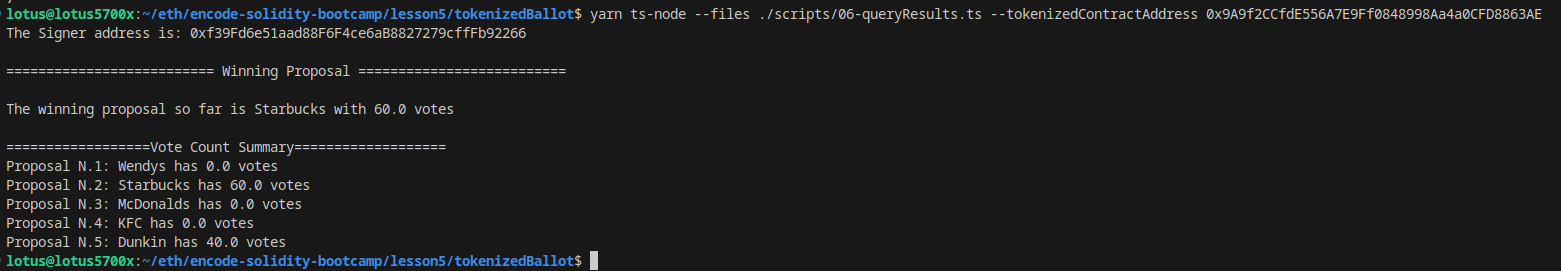 lotus@lotus5700x:~/eth/encode-solidity-bootcamp/lesson5/tokenizedBallot$ yarn ts-node --files ./scripts/06-queryResults.ts --tokenizedContractAddress 0x9A9f2CCfdE556A7E9Ff0848998Aa4a0CFD8863AE
The Signer address is: 0xf39Fd6e51aad88F6F4ce6aB8827279cffFb92266
========================== Winning Proposal ==========================
The winning proposal so far is Starbucks with 60.0 votes
==================Vote Count Summary===================
Proposal N.1: Wendys has 0.0 votes
Proposal N.2: Starbucks has 60.0 votes
Proposal N.3: McDonalds has 0.0 votes
Proposal N.4: KFC has 0.0 votes
Proposal N.5: Dunkin has 40.0 votes
lotus@lotus5700x:~/eth/encode-solidity-bootcamp/lesson5/tokenizedBallot$